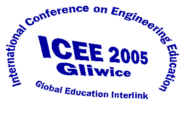 International Conference on Engineering Education
ICEE 2005
Gliwice
Global Education Interlink